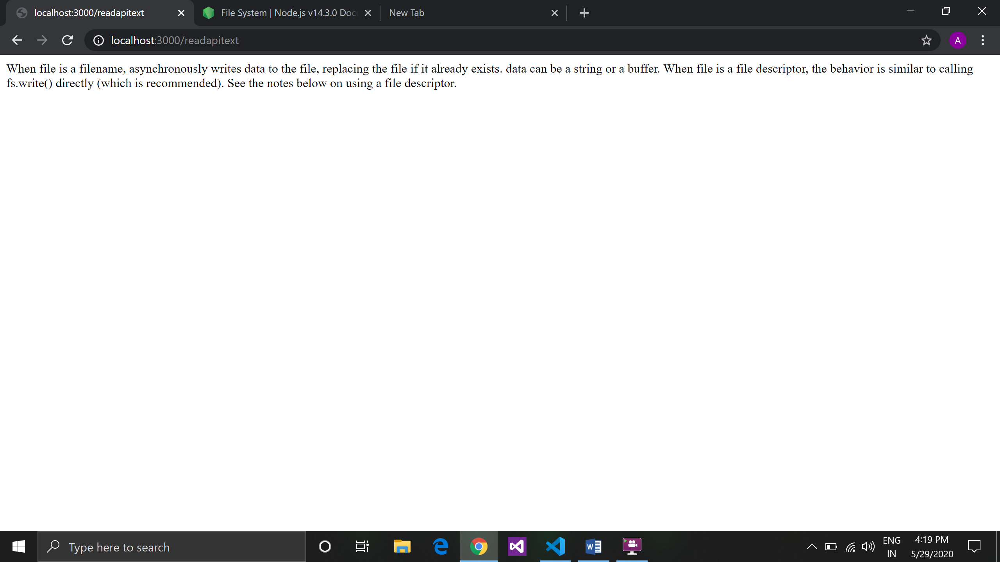 localhost:3000/readapitext
File System | Node.js v14.3.0 Doc
New Tab
localhost:3000/readapitext
A
When file is a filename, asynchronously writes data to the file, replacing the file if it already exists. data can be a string or a buffer. When file is a file descriptor, the behavior is similar to calling
fs.write() directly (which is recommended). See the notes below on using a file descriptor.
Type here to search
ENG
IN
4:19 PM
5/29/2020